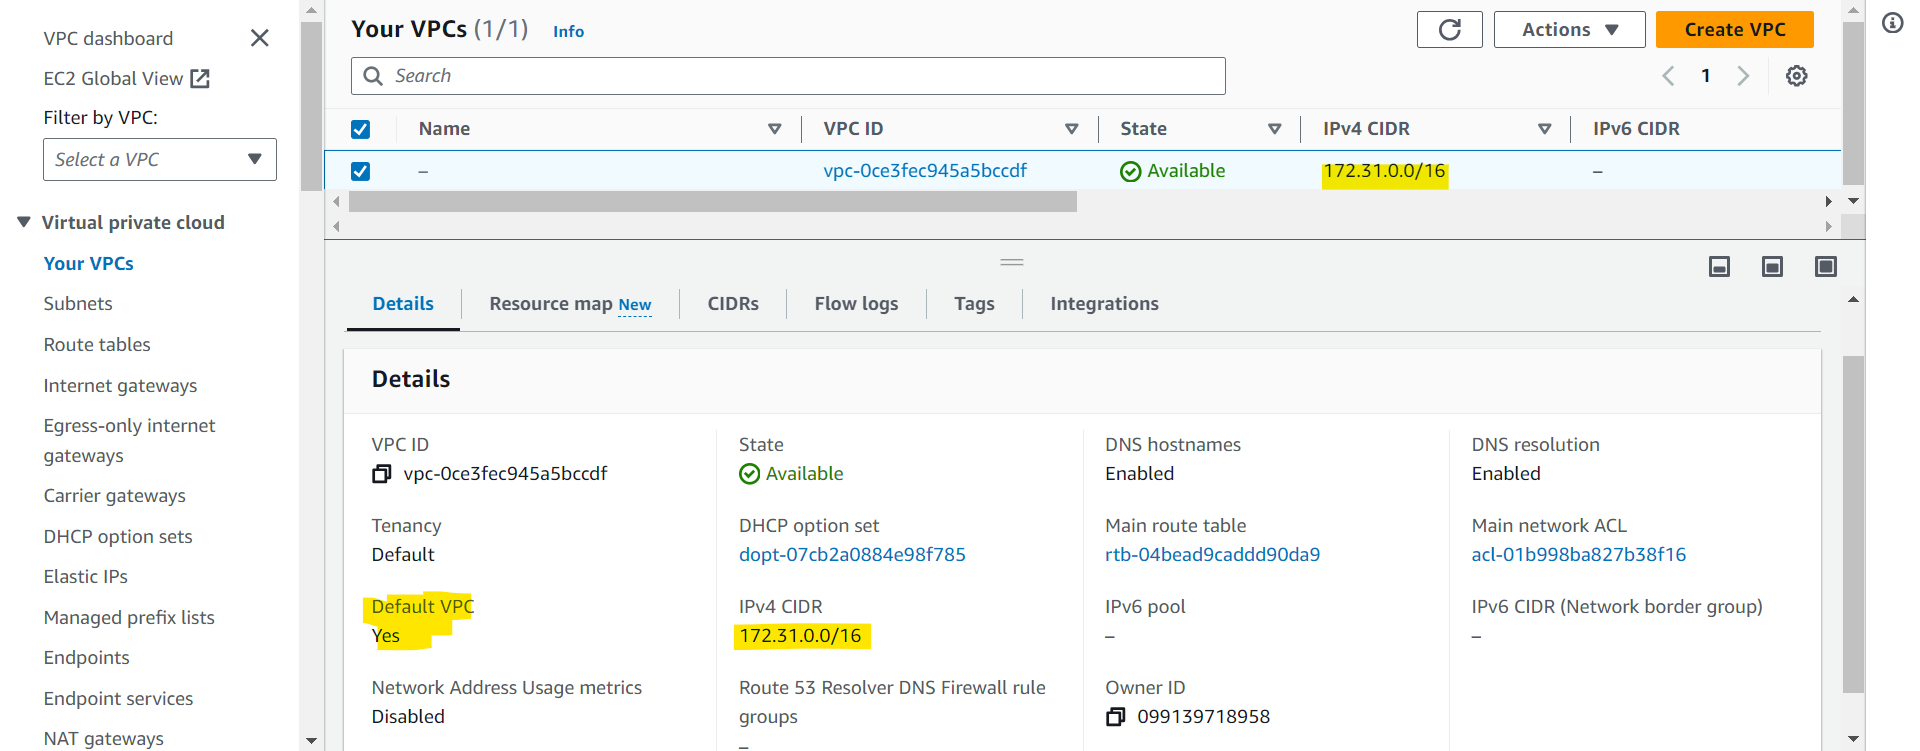 VPC dashboard
EC2 Global View
Filter by VPC:
Select a VPC
Virtual private cloud
Your VPCs
Subnets
Route tables
Internet gateways
Egress-only internet
gateways
Carrier gateways
DHCP option sets
Elastic IPs
Managed prefix lists
Endpoints
Endpoint services
NAT gateways
Your VPCs (1/1) Info
Actions
Create VPC
Search
1
Name VPC ID State IPv4 CIDR IPv6 CIDR
– vpc-0ce3fec945a5bccdf Available 172.31.0.0/16 –
Details Resource map New CIDRs Flow logs Tags Integrations
Details
VPC ID State DNS hostnames DNS resolution
vpc-0ce3fec945a5bccdf Available Enabled Enabled
Tenancy DHCP option set Main route table Main network ACL
Default dopt-07cb2a0884e98f785 rtb-04bead9caddd90da9 acl-01b998ba827b38f16
Default VPC IPv4 CIDR IPv6 pool IPv6 CIDR (Network border group)
Yes 172.31.0.0/16 – –
Network Address Usage metrics Route 53 Resolver DNS Firewall rule Owner ID
Disabled groups 099139718958
–